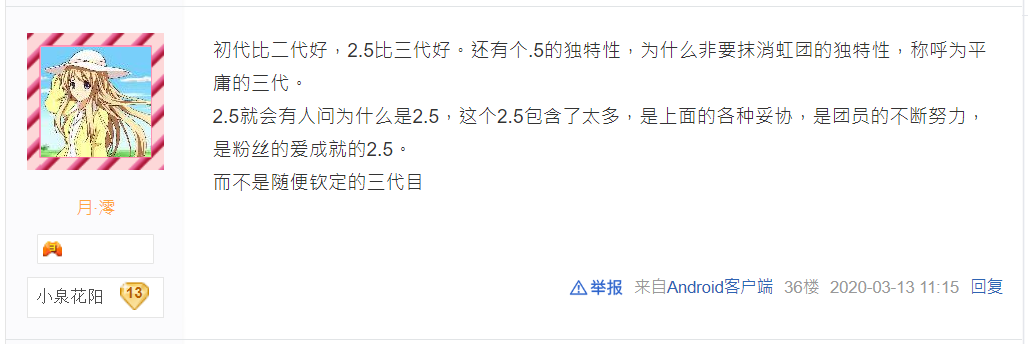 初代比二代好，2.5比三代好。还有个.5的独特性，为什么非要抹消虹团的独特性，称呼为平
庸的三代。
2.5就会有人问为什么是2.5，这个2.5包含了太多，是上面的各种妥协，是团员的不断努力，
是粉丝的爱成就的2.5。
而不是随便钦定的三代目
月·澪
3
小泉花阳 13
举报 来自Android客户端 36楼 2020-03-13 11:15 回复